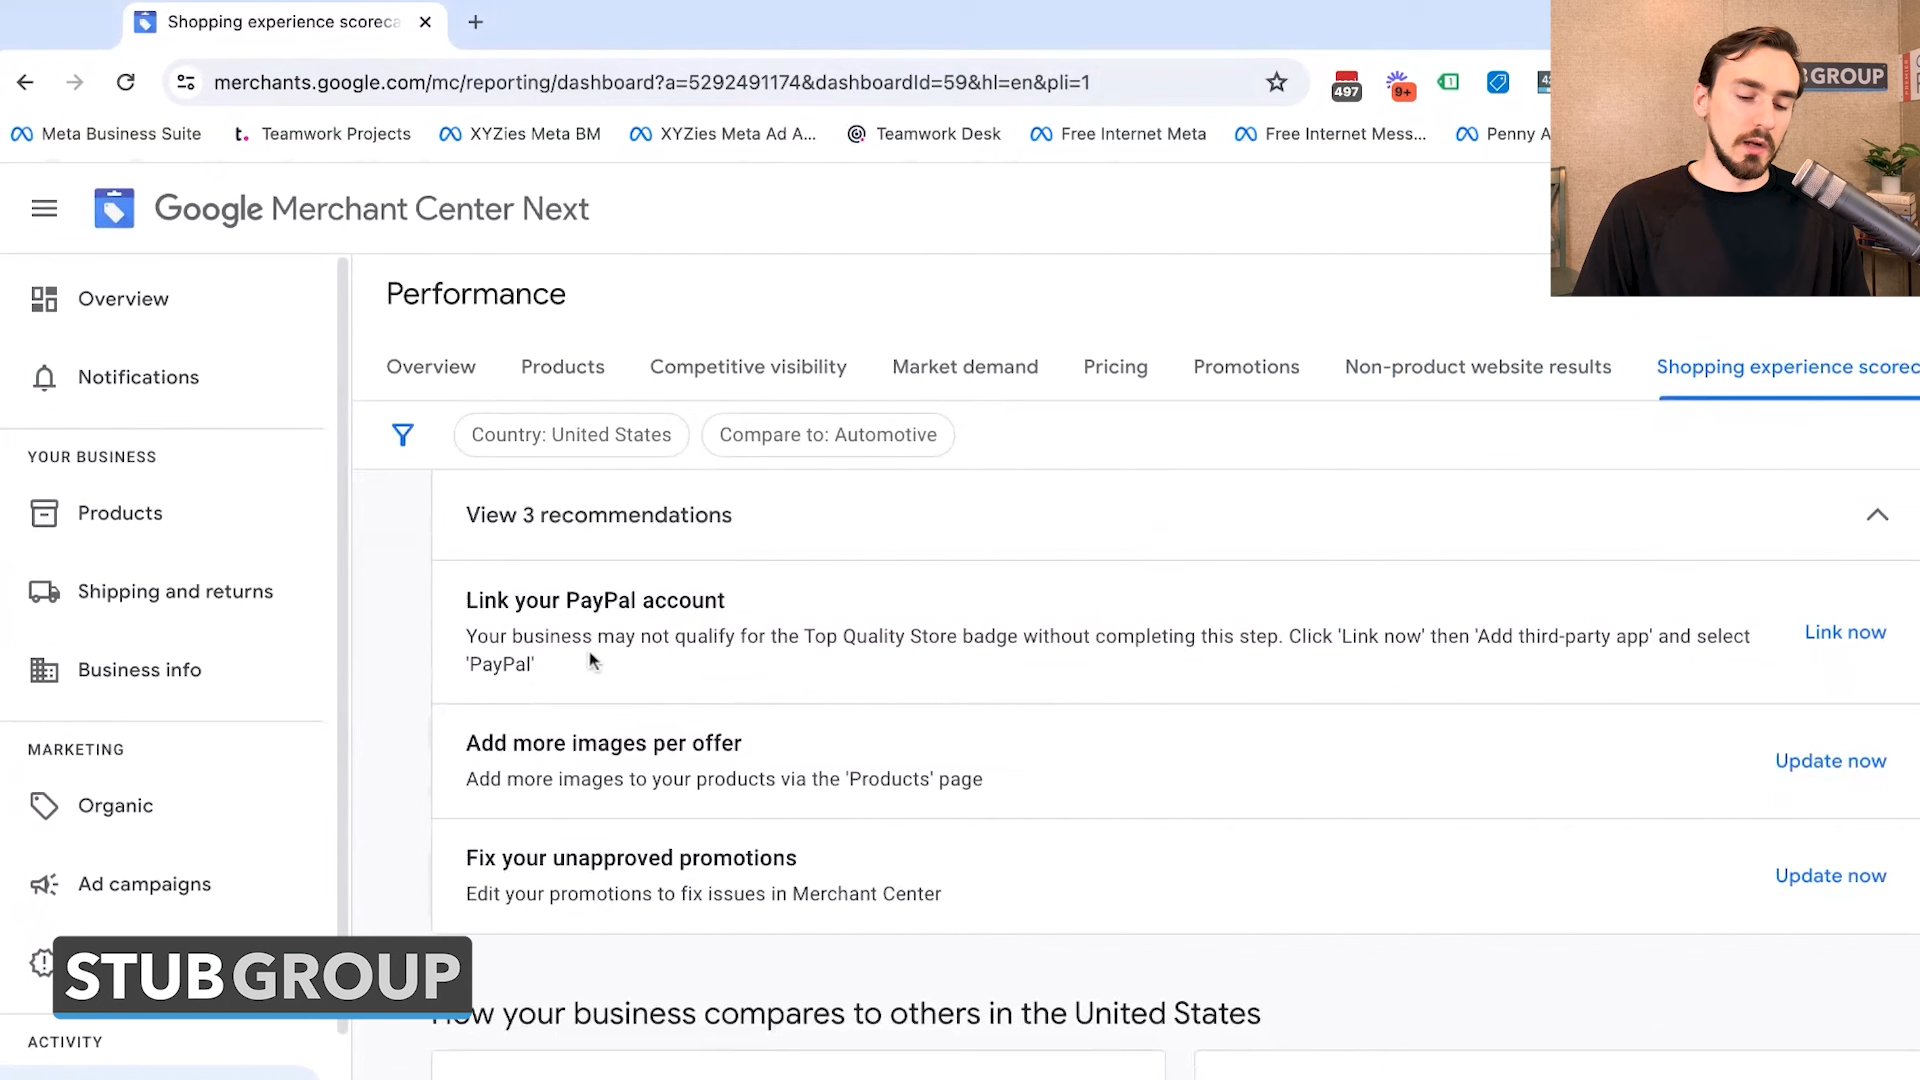 Shopping experience scoreca
merchants.google.com/mc/reporting/dashboard?a=5292491174&dashboardId=59&hl=en&pli=1
497
9+
1
Meta Business Suite
t. Teamwork Projects
XYZies Meta BM
XYZies Meta Ad A...
Teamwork Desk
Free Internet Meta
Free Internet Mess...
Penny A
GROUP
Google Merchant Center Next
Overview
Notifications
YOUR BUSINESS
Products
Shipping and returns
Business info
MARKETING
Organic
Ad campaigns
ACTIVITY
Performance
Overview
Products
Competitive visibility
Market demand
Pricing
Promotions
Non-product website results
Shopping experience scorec
Country: United States
Compare to: Automotive
View 3 recommendations
Link your PayPal account
Your business may not qualify for the Top Quality Store badge without completing this step. Click 'Link now' then 'Add third-party app' and select
'PayPal'
Link now
Add more images per offer
Add more images to your products via the 'Products' page
Update now
Fix your unapproved promotions
Edit your promotions to fix issues in Merchant Center
Update now
STUBGROUP
How your business compares to others in the United States